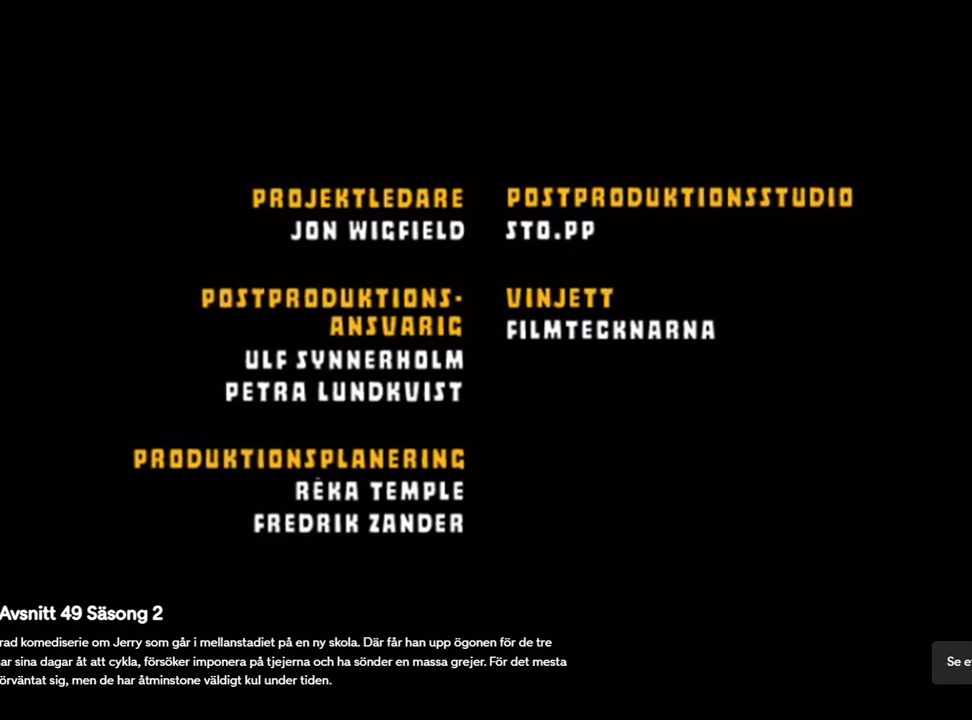 PROJEKTLEDARE
JON WIGFIELD
POSTPRODUKTIONS-
ANSVARIG
ULF SYNNERHOLM
PETRA LUNDKVIST
PRODUKTIONSPLANERING
RÉKA TEMPLE
FREDRIK ZANDER
POSTPRODUKTIONSSTUDIO
STO.PP
VINJETT
FILMTECKNARNA
Avsnitt 49 Säsong 2
rad komediserie om Jerry som går i mellanstadiet på en ny skola. Där får han upp ögonen för de tre
ar sina dagar åt att cykla, försöker imponera på tjejerna och ha sönder en massa grejer. För det mesta
örväntat sig, men de har åtminstone väldigt kul under tiden.
Se